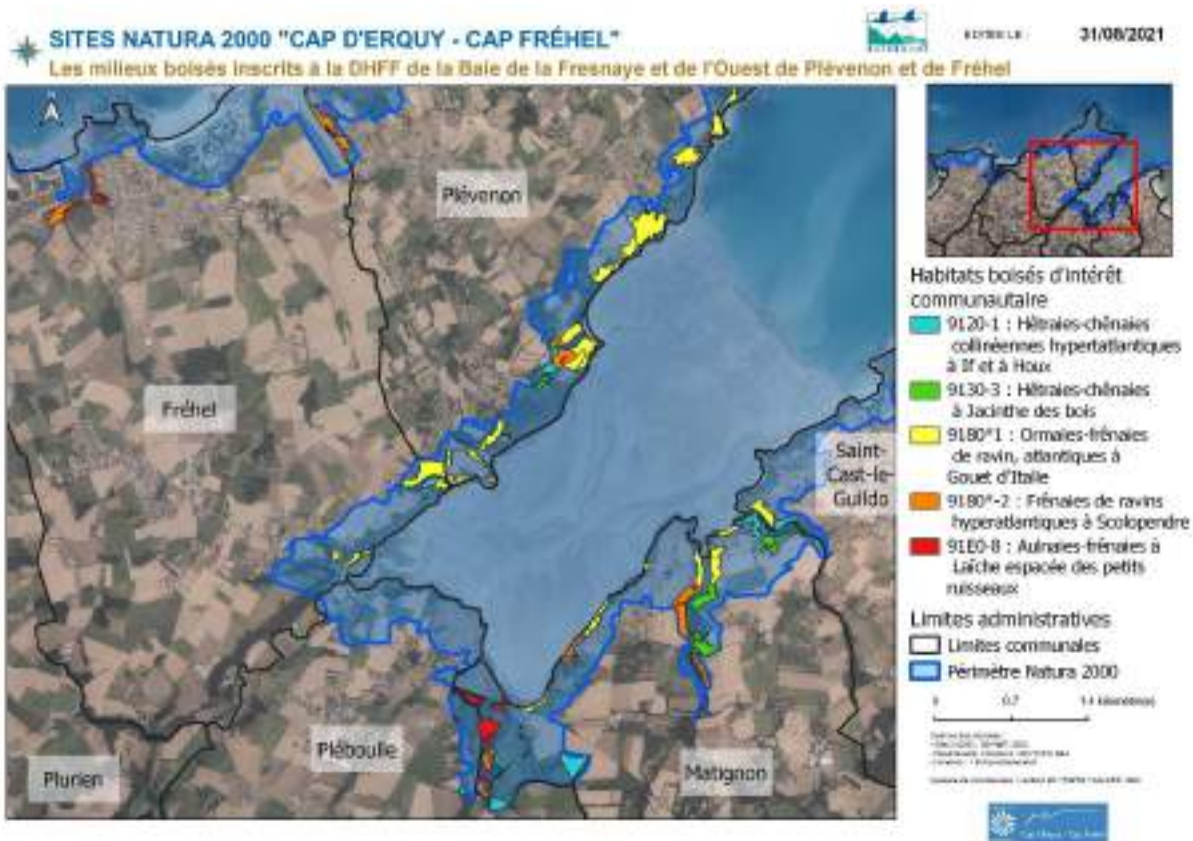 SITES NATURA 2000 "CAP D'ERQUY - CAP FRÉHEL"
31/08/2021
Les milieux boisés inscrits à la DHFF de la Baie de la Fresnaye et de l'Ouest de Plévenon et de Fréhel
Plévenon
Fréhel
Saint-
Cast-le-
Guildo
Pléboulle
Plurien
Matignon
Habitats boisés d'intérêt
communautaire
9120-1 : Hêtraies-chênaies
collinéennes hypertatlantiques
à If et à Houx
9130-3 : Hêtraies-chênaies
à Jacinthe des bois
9180*1 : Ormaies-frênaies
de ravin, atlantiques à
Gouet d'Italie
9180*-2 : Frênaies de ravins
hyperatlantiques à Scolopendre
91E0-8 : Aulnaies-frênaies à
Laîche espacée des petits
ruisseaux
Limites administratives
Limites communales
Périmètre Natura 2000
0.7